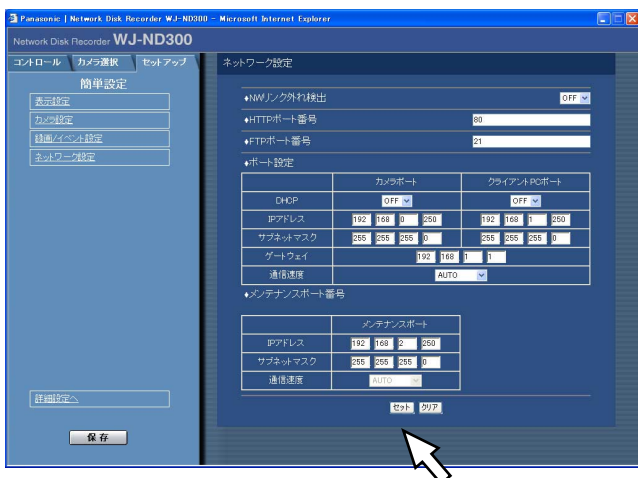 Panasonic | Network Disk Recorder WJ-ND300 - Microsoft Internet Explorer
Network Disk Recorder WJ-ND300
コントロール カメラ選択 セットアップ
簡単設定
表示設定
カメラ設定
録画/イベント設定
ネットワーク設定
詳細設定へ
保存
ネットワーク設定
♦NWリンク外れ検出 OFF
♦HTTPポート番号 80
♦FTPポート番号 21
♦ポート設定
カメラポート クライアントPCポート
DHCP OFF OFF
IPアドレス 192 168 0 250 192 168 1 250
サブネットマスク 255 255 255 0 255 255 255 0
ゲートウェイ 192 168 1 1
通信速度 AUTO
♦メンテナンスポート番号
メンテナンスポート
IPアドレス 192 168 2 250
サブネットマスク 255 255 255 0
通信速度 AUTO
セット クリア